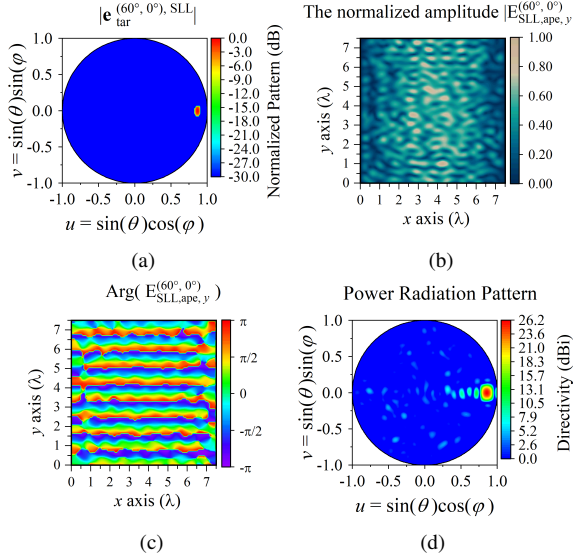 |e_tar^(60°, 0°), SLL|
1.0
0.5
0.0
-0.5
-1.0
v = sin(θ)sin(φ)
-1.0 -0.5 0.0 0.5 1.0
u = sin(θ)cos(φ)
0.0
-3.0
-6.0
-9.0
-12.0
-15.0
-18.0
-21.0
-24.0
-27.0
-30.0
Normalized Pattern (dB)
(a)
The normalized amplitude |E_SLL,ape, y^(60°, 0°)|
7
6
5
4
3
2
1
0
y axis (λ)
0 1 2 3 4 5 6 7
x axis (λ)
1.00
0.80
0.60
0.40
0.20
0.00
(b)
Arg( E_SLL,ape, y^(60°, 0°) )
7
6
5
4
3
2
1
0
y axis (λ)
0 1 2 3 4 5 6 7
x axis (λ)
π
π/2
0
-π/2
-π
(c)
Power Radiation Pattern
1.0
0.5
0.0
-0.5
-1.0
v = sin(θ)sin(φ)
-1.0 -0.5 0.0 0.5 1.0
u = sin(θ)cos(φ)
26.2
23.6
21.0
18.3
15.7
13.1
10.5
7.9
5.2
2.6
0.0
Directivity (dBi)
(d)